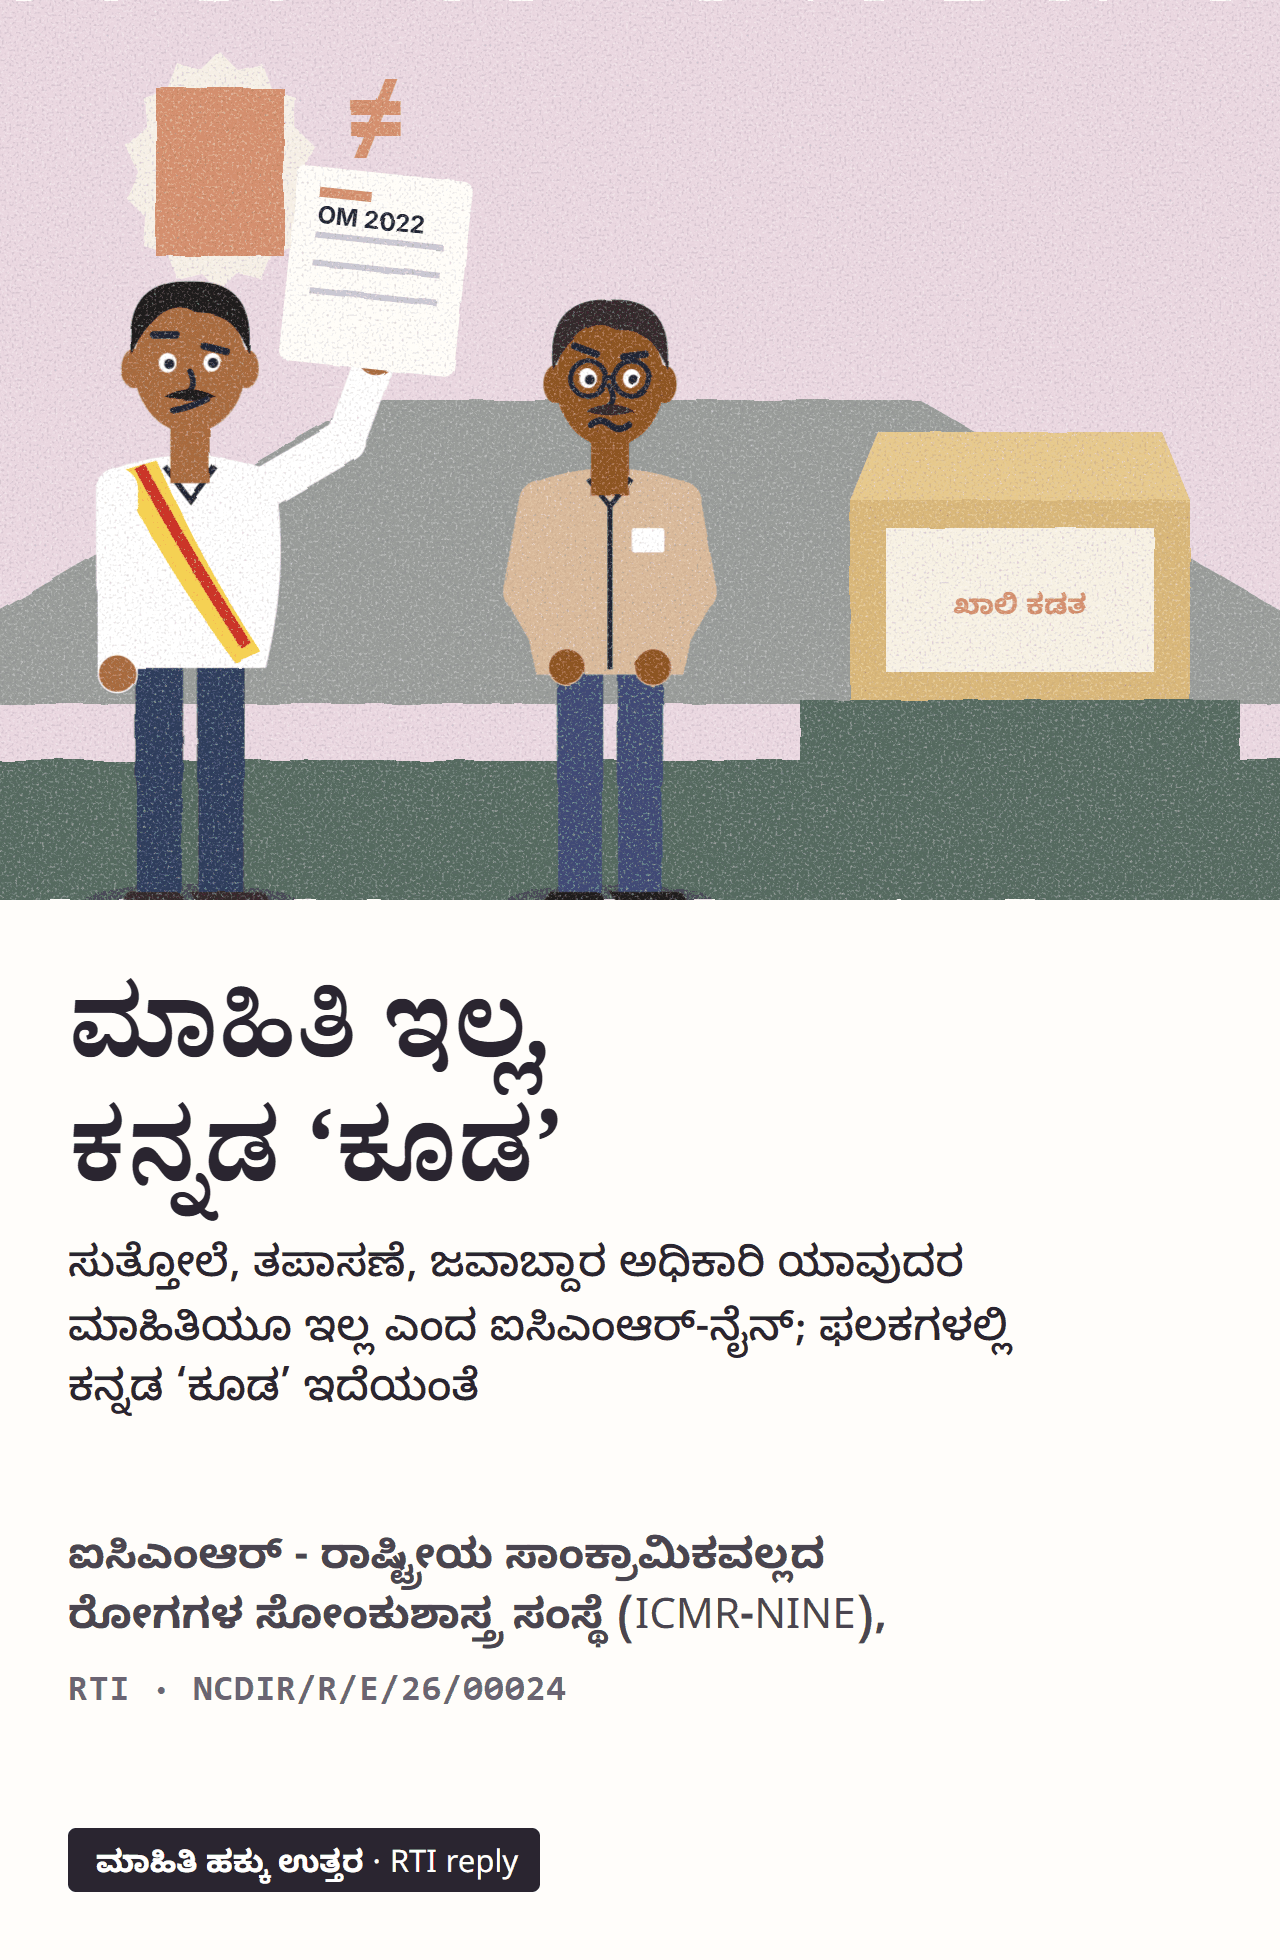 ≠
OM 2022
ಖಾಲಿ ಕಡತ
ಮಾಹಿತಿ ಇಲ್ಲ,
ಕನ್ನಡ ‘ಕೂಡ’
ಸುತ್ತೋಲೆ, ತಪಾಸಣೆ, ಜವಾಬ್ದಾರ ಅಧಿಕಾರಿ ಯಾವುದರ
ಮಾಹಿತಿಯೂ ಇಲ್ಲ ಎಂದ ಐಸಿಎಂಆರ್-ನೈನ್; ಫಲಕಗಳಲ್ಲಿ
ಕನ್ನಡ ‘ಕೂಡ’ ಇದೆಯಂತೆ
ಐಸಿಎಂಆರ್ - ರಾಷ್ಟ್ರೀಯ ಸಾಂಕ್ರಾಮಿಕವಲ್ಲದ
ರೋಗಗಳ ಸೋಂಕುಶಾಸ್ತ್ರ ಸಂಸ್ಥೆ (ICMR-NINE),
RTI · NCDIR/R/E/26/00024
ಮಾಹಿತಿ ಹಕ್ಕು ಉತ್ತರ · RTI reply